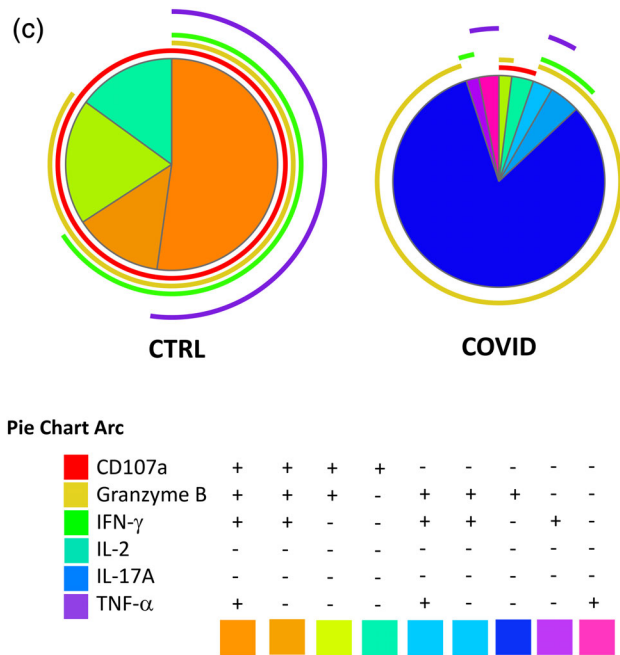 (c)
CTRL COVID
Pie Chart Arc
CD107a + + + + - - - - -
Granzyme B + + + - + + + - -
IFN-γ + + - - + + - + -
IL-2 - - - - - - - - -
IL-17A - - - - - - - - -
TNF-α + - - - + - - - +